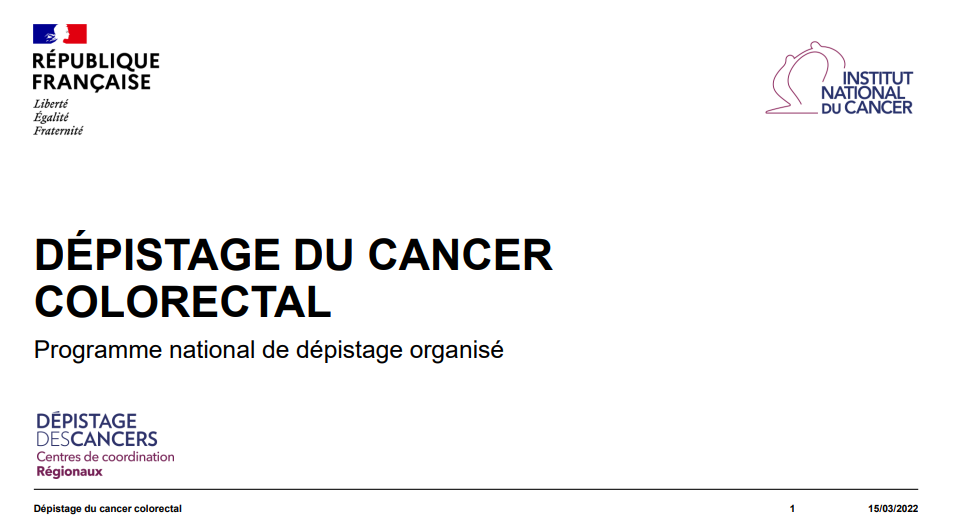 RÉPUBLIQUE
FRANÇAISE
Liberté
Égalité
Fraternité
INSTITUT
NATIONAL
DU CANCER
DÉPISTAGE DU CANCER
COLORECTAL
Programme national de dépistage organisé
DÉPISTAGE
DESCANCERS
Centres de coordination
Régionaux
Dépistage du cancer colorectal 1 15/03/2022